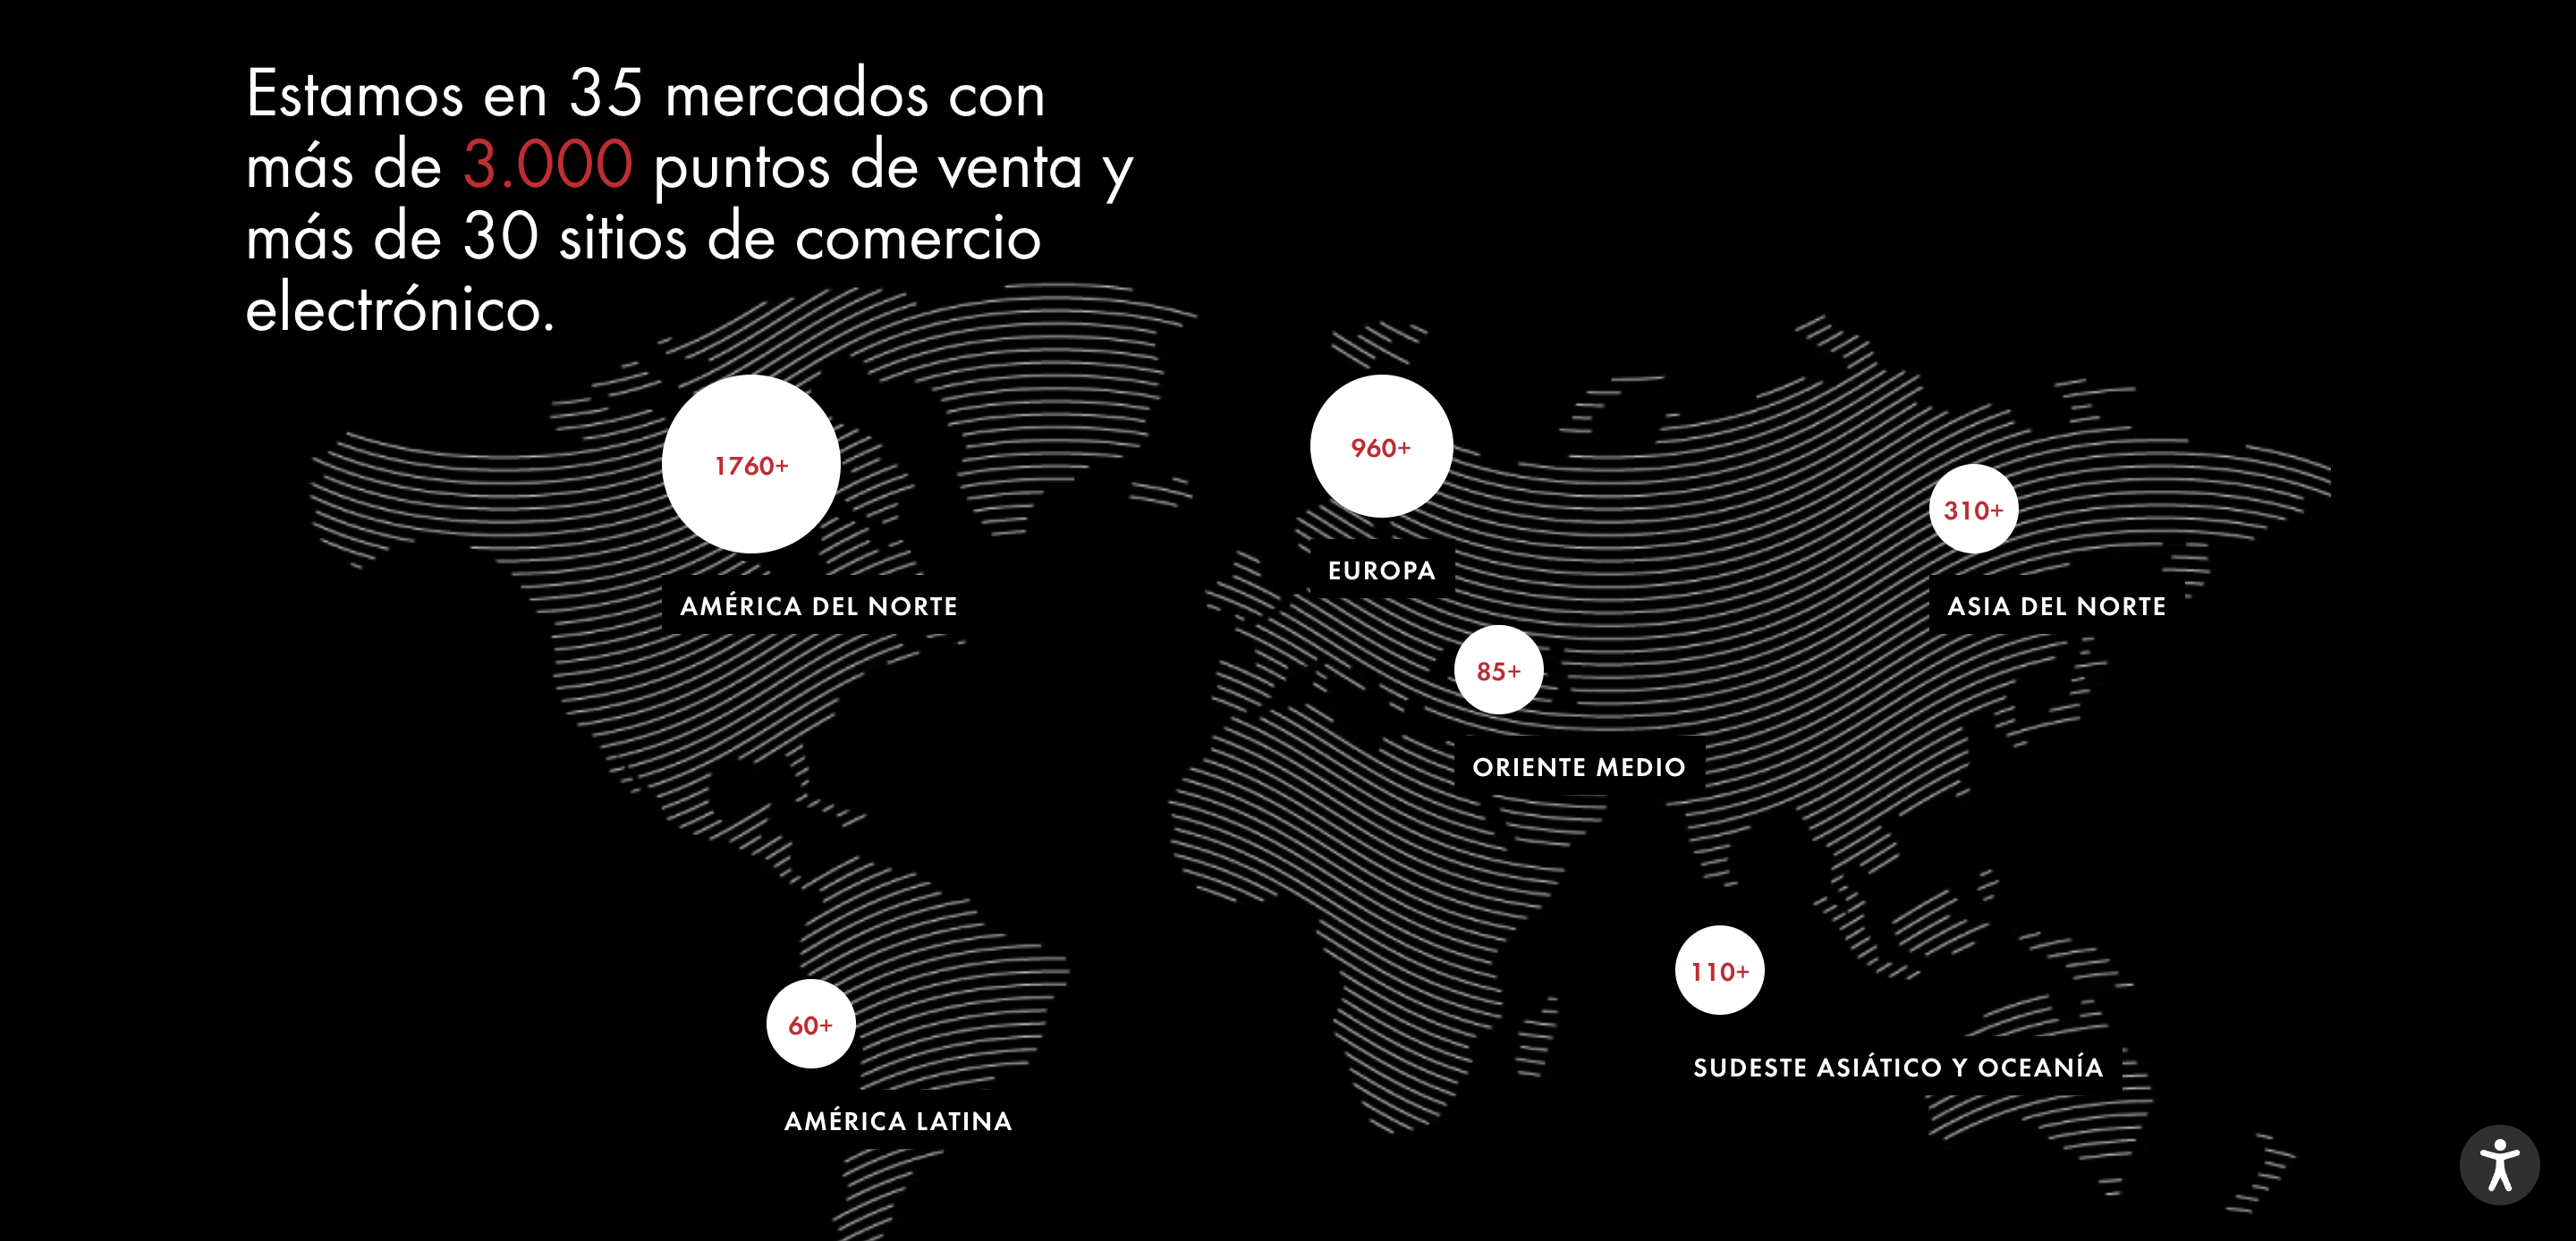 Estamos en 35 mercados con
más de 3.000 puntos de venta y
más de 30 sitios de comercio
electrónico.
1760+
AMÉRICA DEL NORTE
960+
EUROPA
310+
ASIA DEL NORTE
85+
ORIENTE MEDIO
110+
SUDESTE ASIÁTICO Y OCEANÍA
60+
AMÉRICA LATINA